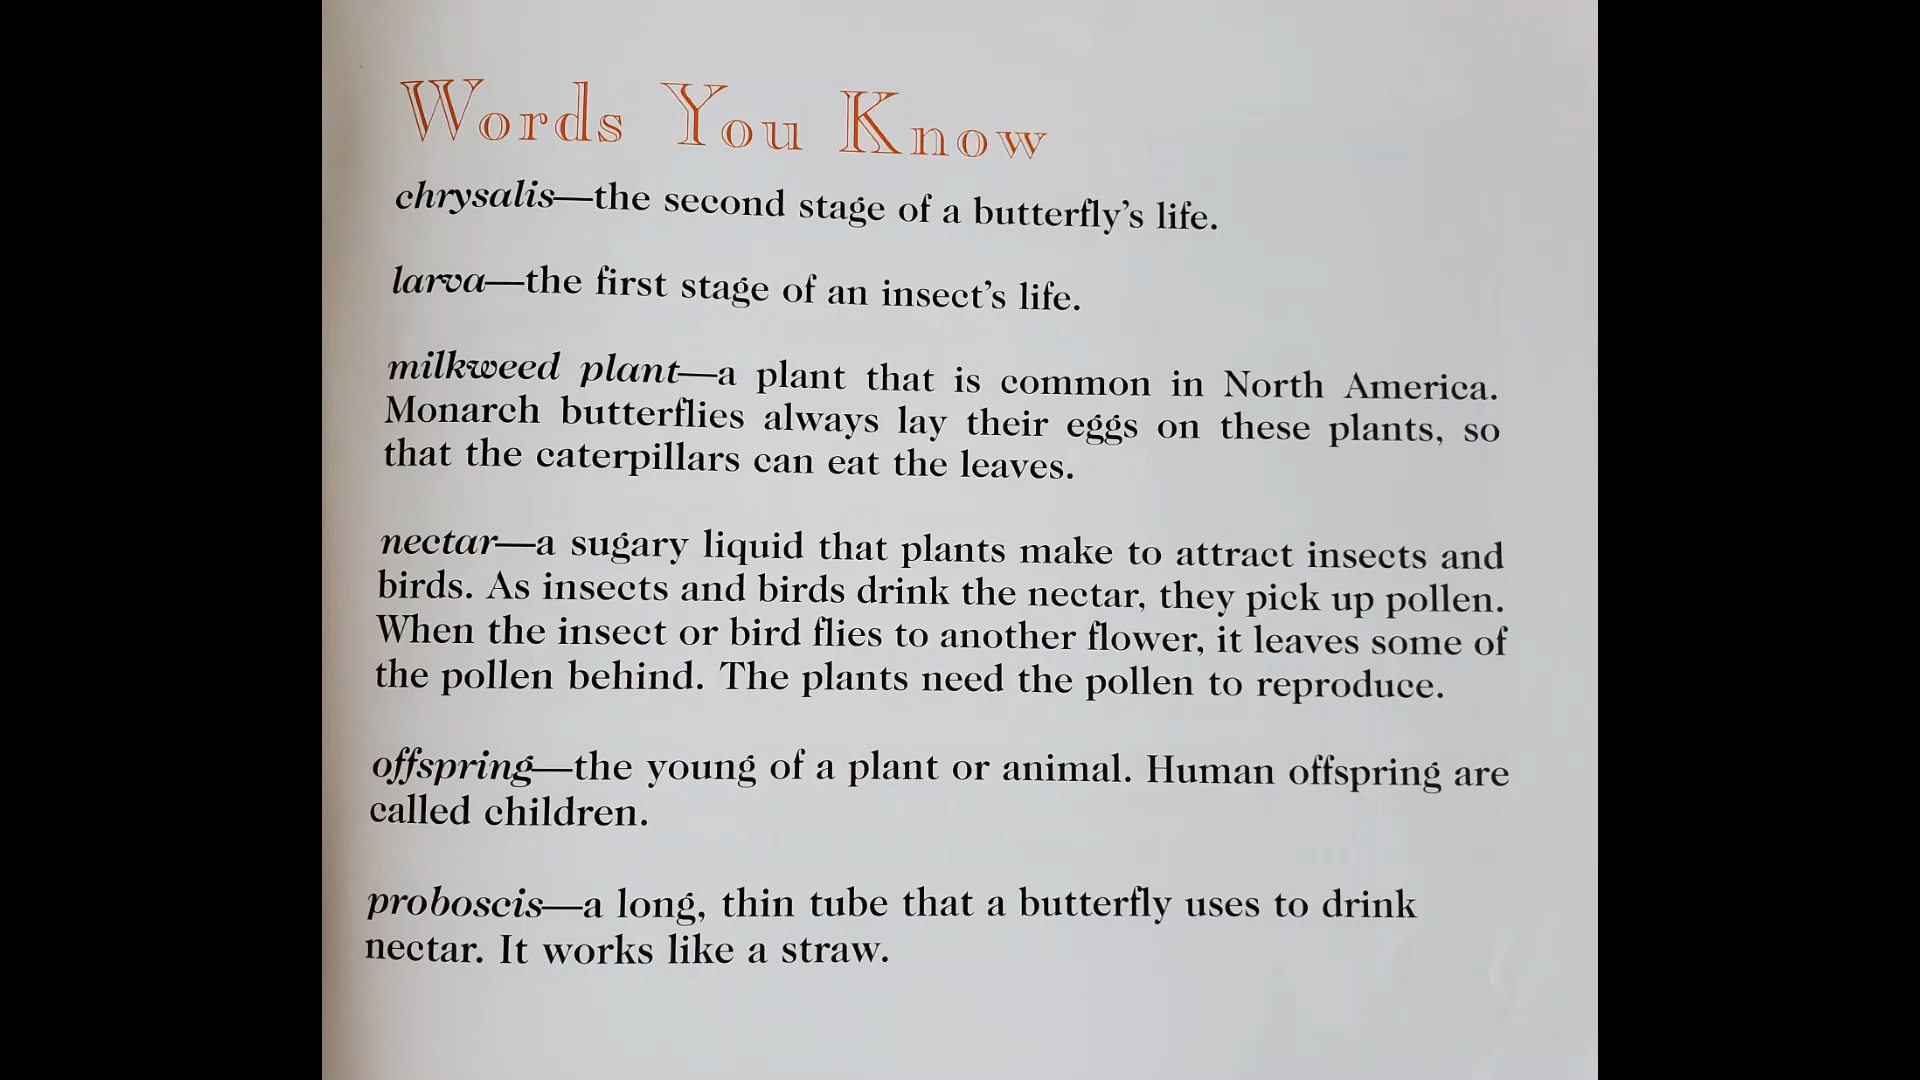 Words You Know
chrysalis—the second stage of a butterfly's life.
larva—the first stage of an insect's life.
milkweed plant—a plant that is common in North America.
Monarch butterflies always lay their eggs on these plants, so
that the caterpillars can eat the leaves.
nectar—a sugary liquid that plants make to attract insects and
birds. As insects and birds drink the nectar, they pick up pollen.
When the insect or bird flies to another flower, it leaves some of
the pollen behind. The plants need the pollen to reproduce.
offspring—the young of a plant or animal. Human offspring are
called children.
proboscis—a long, thin tube that a butterfly uses to drink
nectar. It works like a straw.